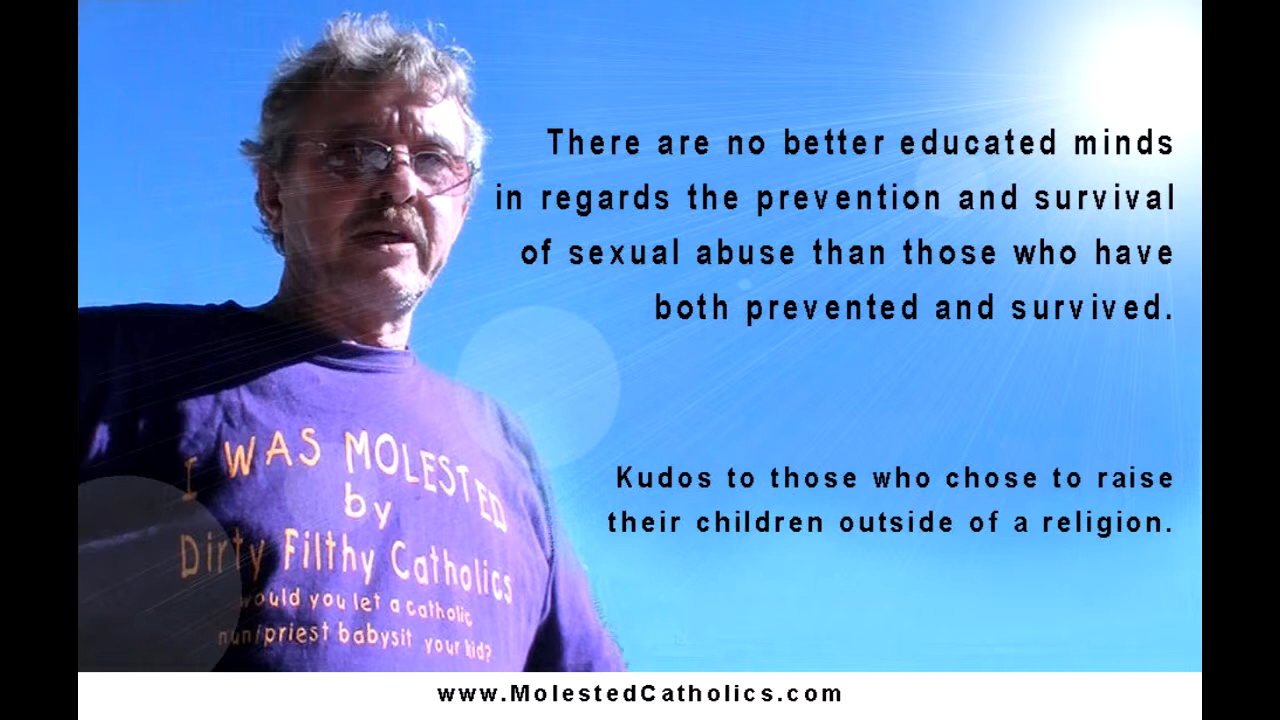 There are no better educated minds
in regards the prevention and survival
of sexual abuse than those who have
both prevented and survived.
Kudos to those who chose to raise
their children outside of a religion.
I WAS MOLESTED
by
Dirty Filthy Catholics
would you let a catholic
nun/priest babysit your kid?
www.MolestedCatholics.com